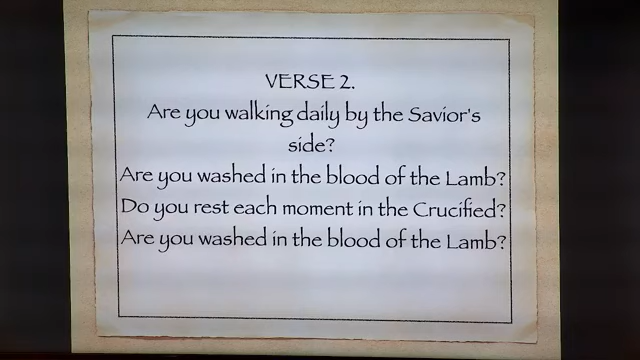 VERSE 2.
Are you walking daily by the Savior's
side?
Are you washed in the blood of the Lamb?
Do you rest each moment in the Crucified?
Are you washed in the blood of the Lamb?